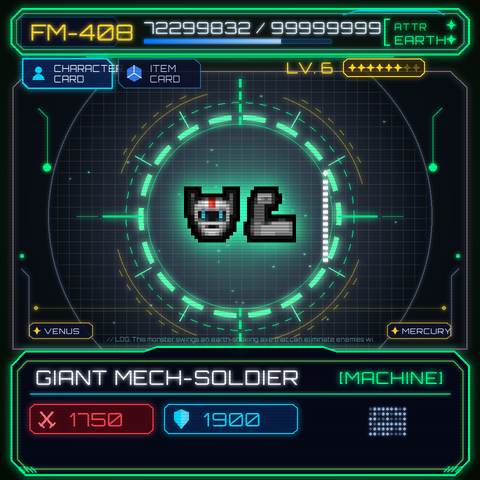 FM-408
72299832 / 99999999
ATTR
EARTH
CHARACTER
CARD
ITEM
CARD
LV.6
VENUS
MERCURY
// LOG: This monster swings an earth-shaking axe that can eliminate enemies wi
GIANT MECH-SOLDIER
[MACHINE]
1750
1900